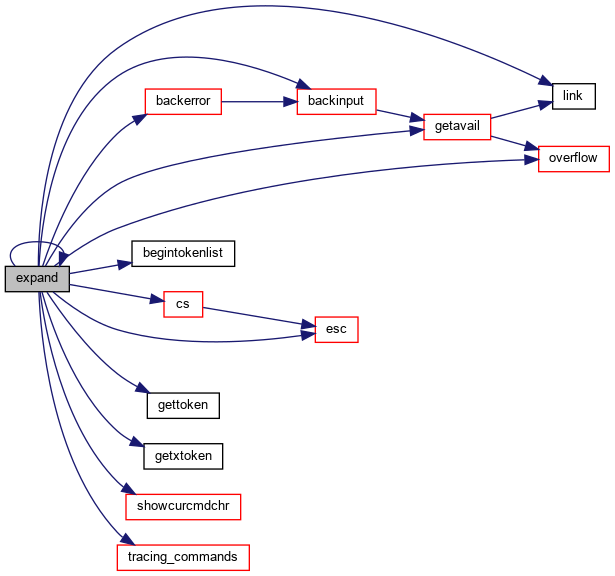 link
backerror
backinput
getavail
overflow
begintokenlist
expand
cs
esc
gettoken
getxtoken
showcurcmdchr
tracing_commands